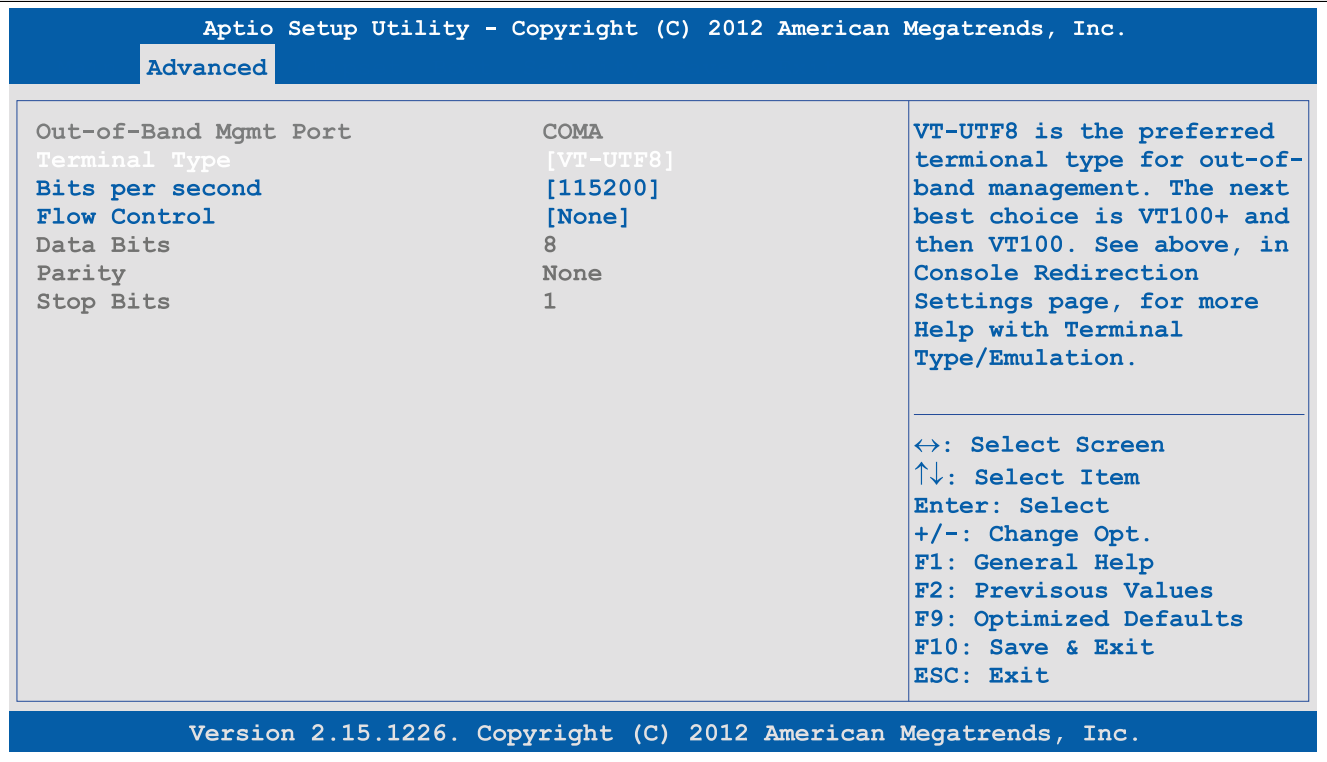 Aptio Setup Utility - Copyright (C) 2012 American Megatrends, Inc.
Advanced
Out-of-Band Mgmt Port COMA
Terminal Type [VT-UTF8]
Bits per second [115200]
Flow Control [None]
Data Bits 8
Parity None
Stop Bits 1
VT-UTF8 is the preferred
termional type for out-of-
band management. The next
best choice is VT100+ and
then VT100. See above, in
Console Redirection
Settings page, for more
Help with Terminal
Type/Emulation.
↔: Select Screen
↑↓: Select Item
Enter: Select
+/-: Change Opt.
F1: General Help
F2: Previsous Values
F9: Optimized Defaults
F10: Save & Exit
ESC: Exit
Version 2.15.1226. Copyright (C) 2012 American Megatrends, Inc.